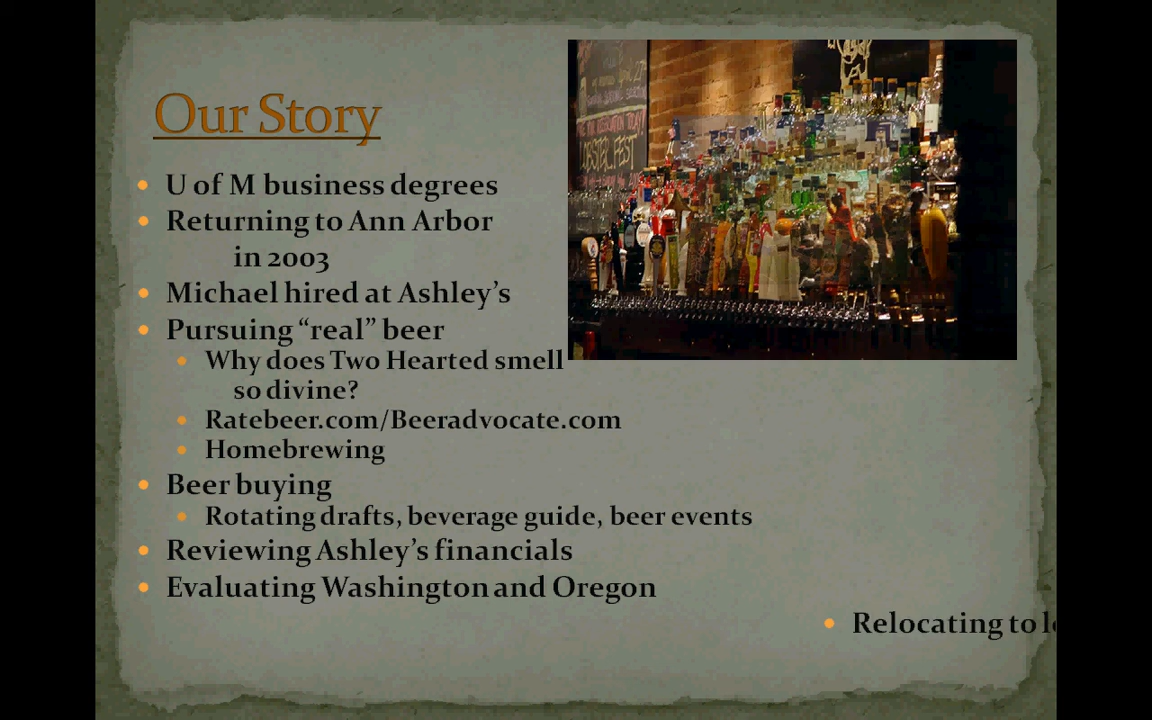 Our Story
U of M business degrees
Returning to Ann Arbor
in 2003
Michael hired at Ashley's
Pursuing “real” beer
Why does Two Hearted smell
so divine?
Ratebeer.com/Beeradvocate.com
Homebrewing
Beer buying
Rotating drafts, beverage guide, beer events
Reviewing Ashley's financials
Evaluating Washington and Oregon
Relocating to